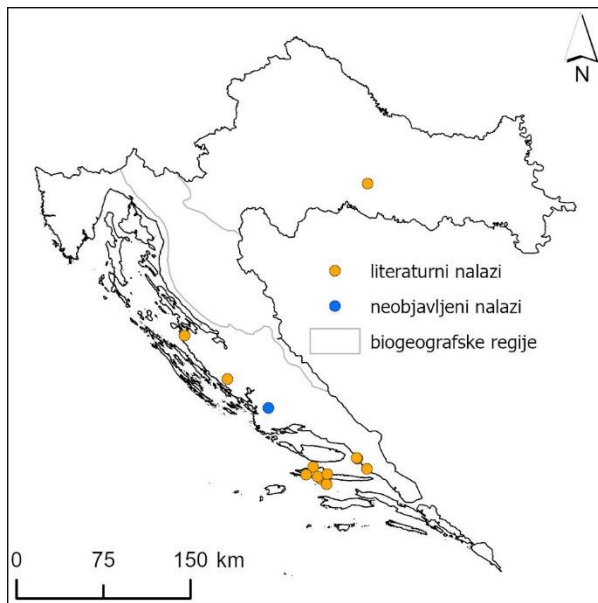 N
literaturni nalazi
neobjavljeni nalazi
biogeografske regije
0 75 150 km